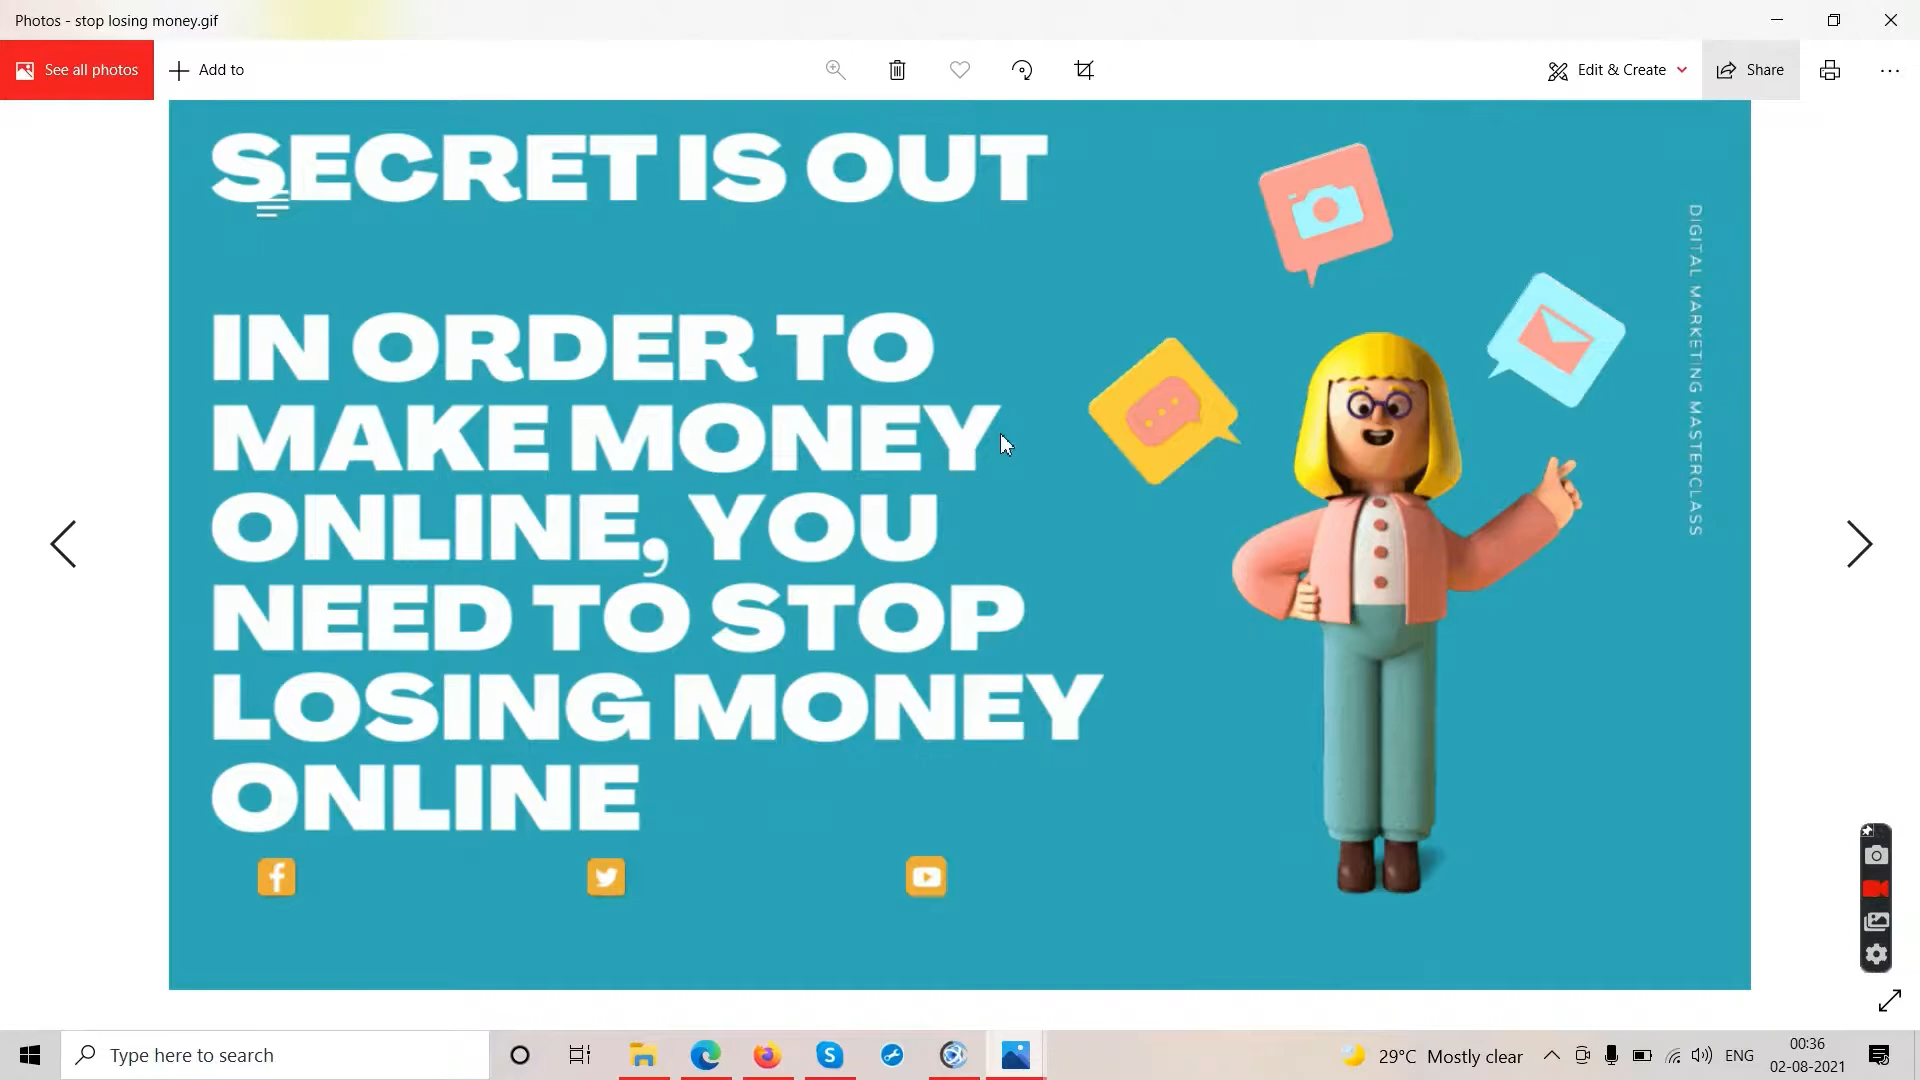 Photos - stop losing money.gif
See all photos
Add to
Edit & Create
Share
SECRET IS OUT
IN ORDER TO
MAKE MONEY
ONLINE, YOU
NEED TO STOP
LOSING MONEY
ONLINE
DIGITAL MARKETING MASTERCLASS
Type here to search
29°C Mostly clear
ENG
00:36
02-08-2021